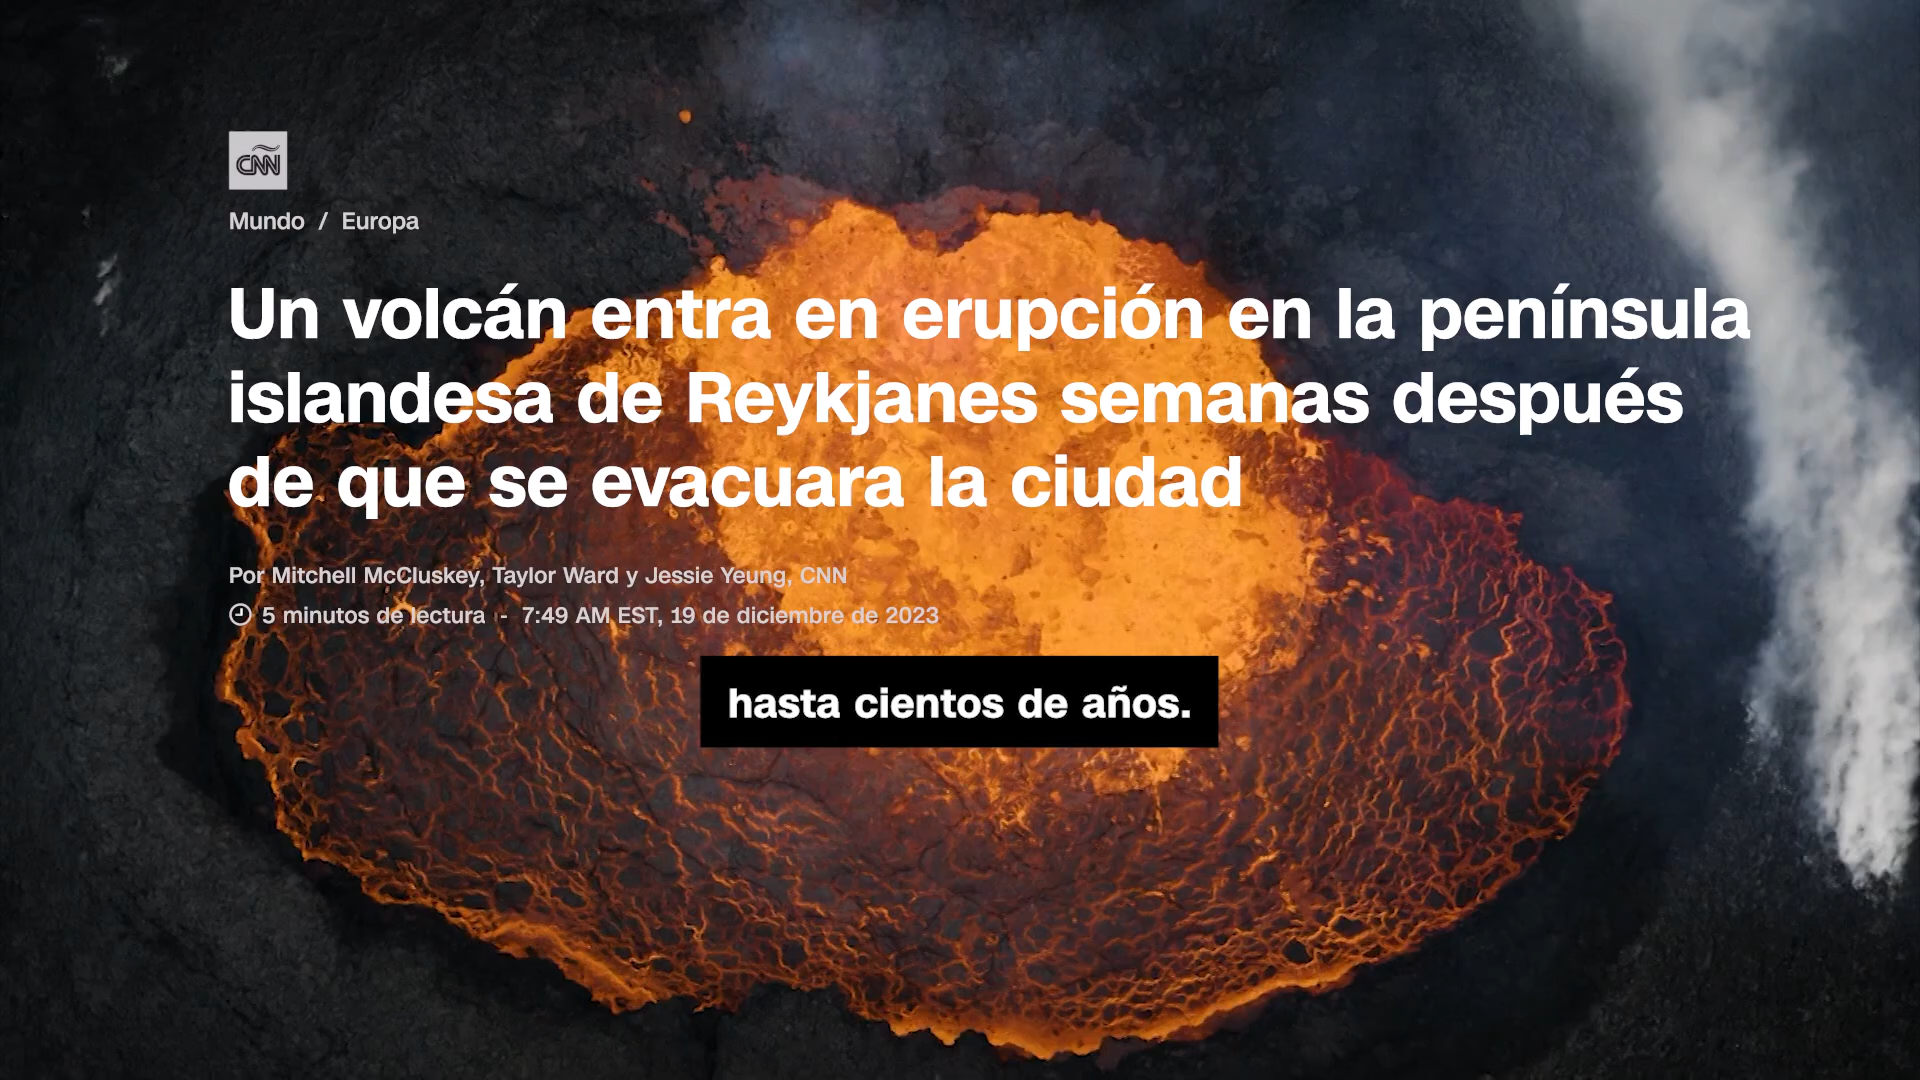 CNN
Mundo / Europa
Un volcán entra en erupción en la península
islandesa de Reykjanes semanas después
de que se evacuara la ciudad
Por Mitchell McCluskey, Taylor Ward y Jessie Yeung, CNN
5 minutos de lectura - 7:49 AM EST, 19 de diciembre de 2023
hasta cientos de años.